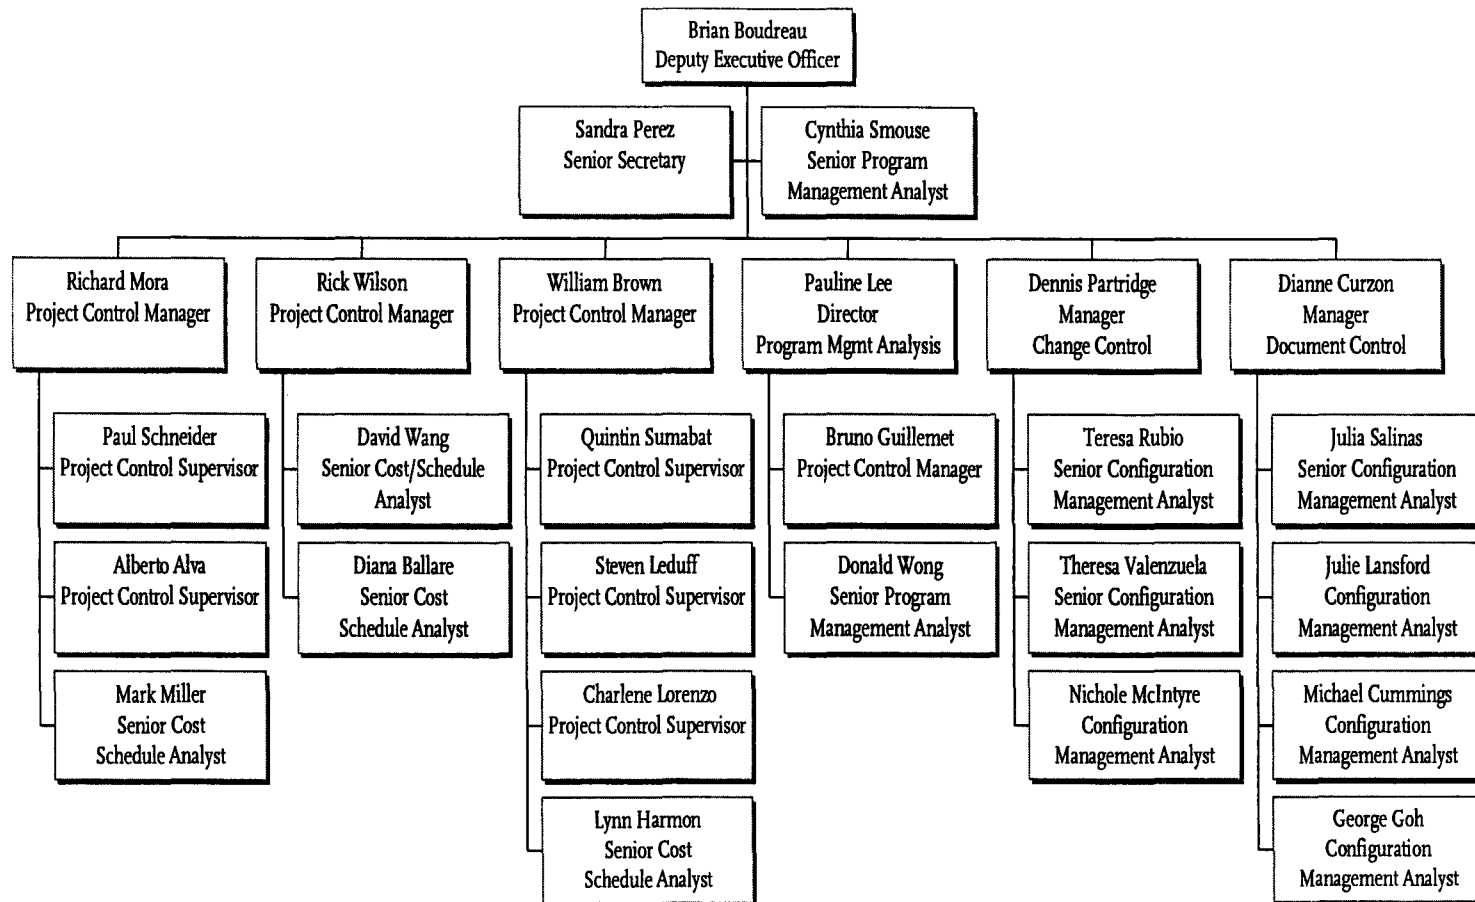 Brian Boudreau
Deputy Executive Officer
Sandra Perez
Senior Secretary
Cynthia Smouse
Senior Program
Management Analyst
Richard Mora
Project Control Manager
Rick Wilson
Project Control Manager
William Brown
Project Control Manager
Pauline Lee
Director
Program Mgmt Analysis
Dennis Partridge
Manager
Change Control
Dianne Curzon
Manager
Document Control
Paul Schneider
Project Control Supervisor
Alberto Alva
Project Control Supervisor
Mark Miller
Senior Cost
Schedule Analyst
David Wang
Senior Cost/Schedule
Analyst
Diana Ballare
Senior Cost
Schedule Analyst
Quintin Sumabat
Project Control Supervisor
Steven Leduff
Project Control Supervisor
Charlene Lorenzo
Project Control Supervisor
Lynn Harmon
Senior Cost
Schedule Analyst
Bruno Guillemet
Project Control Manager
Donald Wong
Senior Program
Management Analyst
Teresa Rubio
Senior Configuration
Management Analyst
Theresa Valenzuela
Senior Configuration
Management Analyst
Nichole McIntyre
Configuration
Management Analyst
Julia Salinas
Senior Configuration
Management Analyst
Julie Lansford
Configuration
Management Analyst
Michael Cummings
Configuration
Management Analyst
George Goh
Configuration
Management Analyst